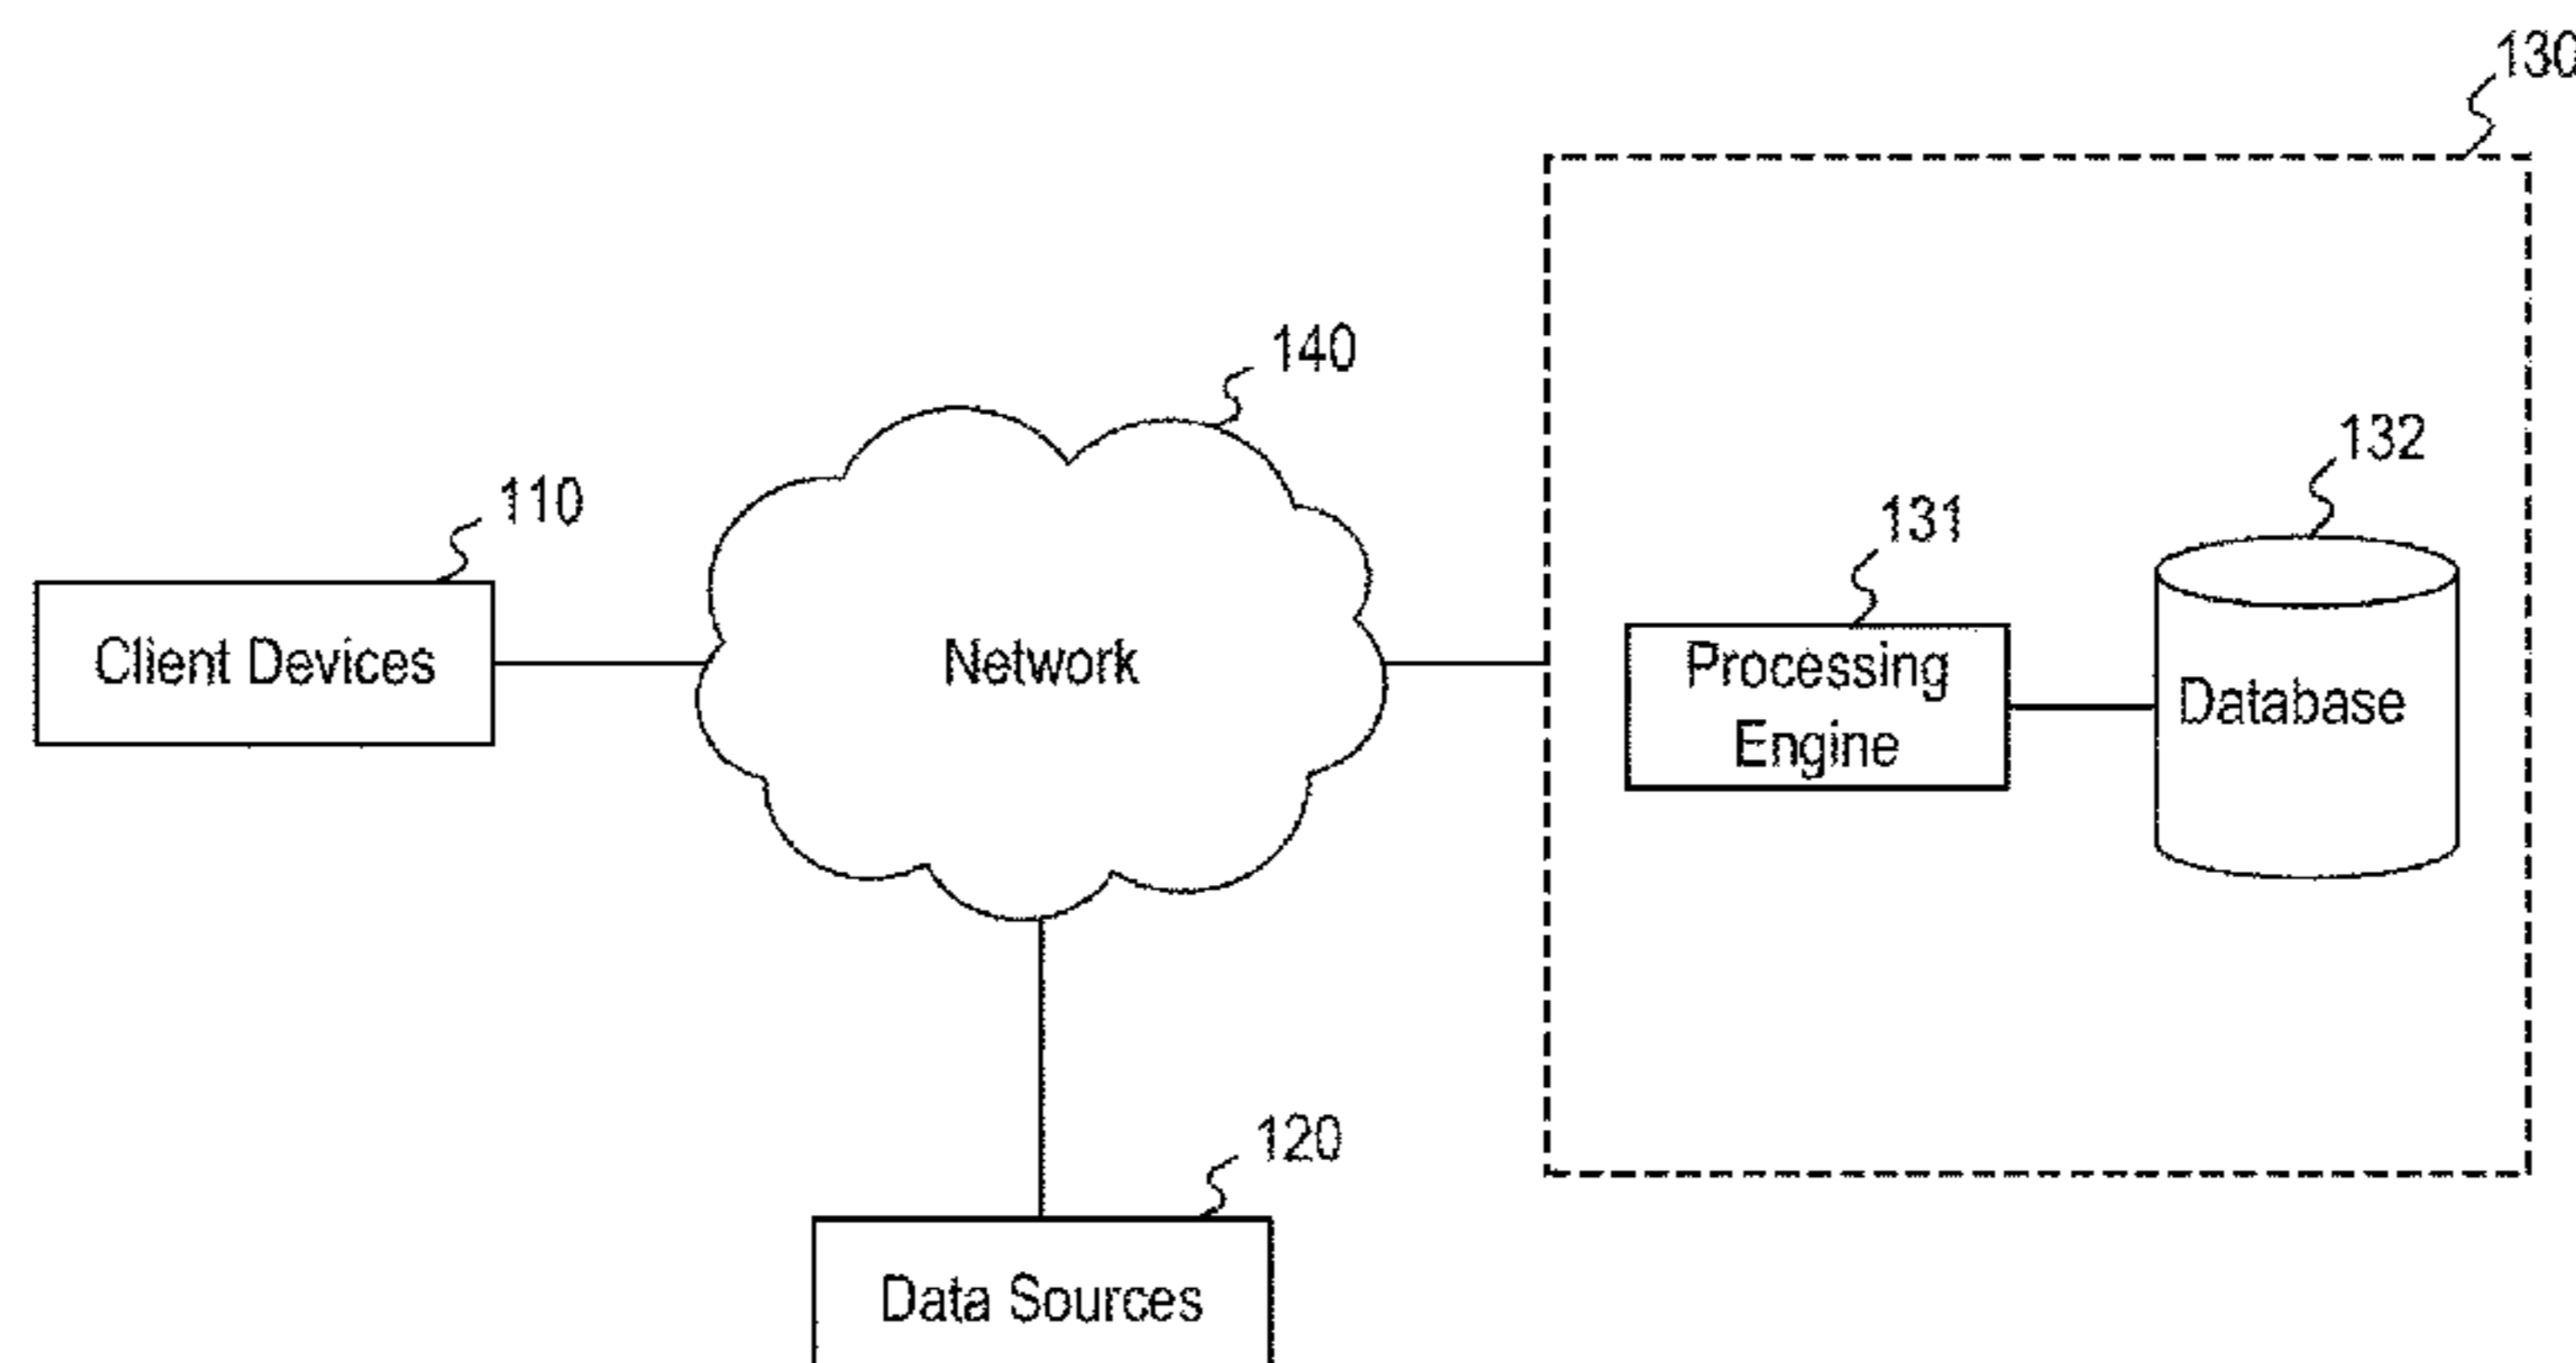 130
140
132
110
131
Client Devices
Network
Processing
Engine
Database
120
Data Sources